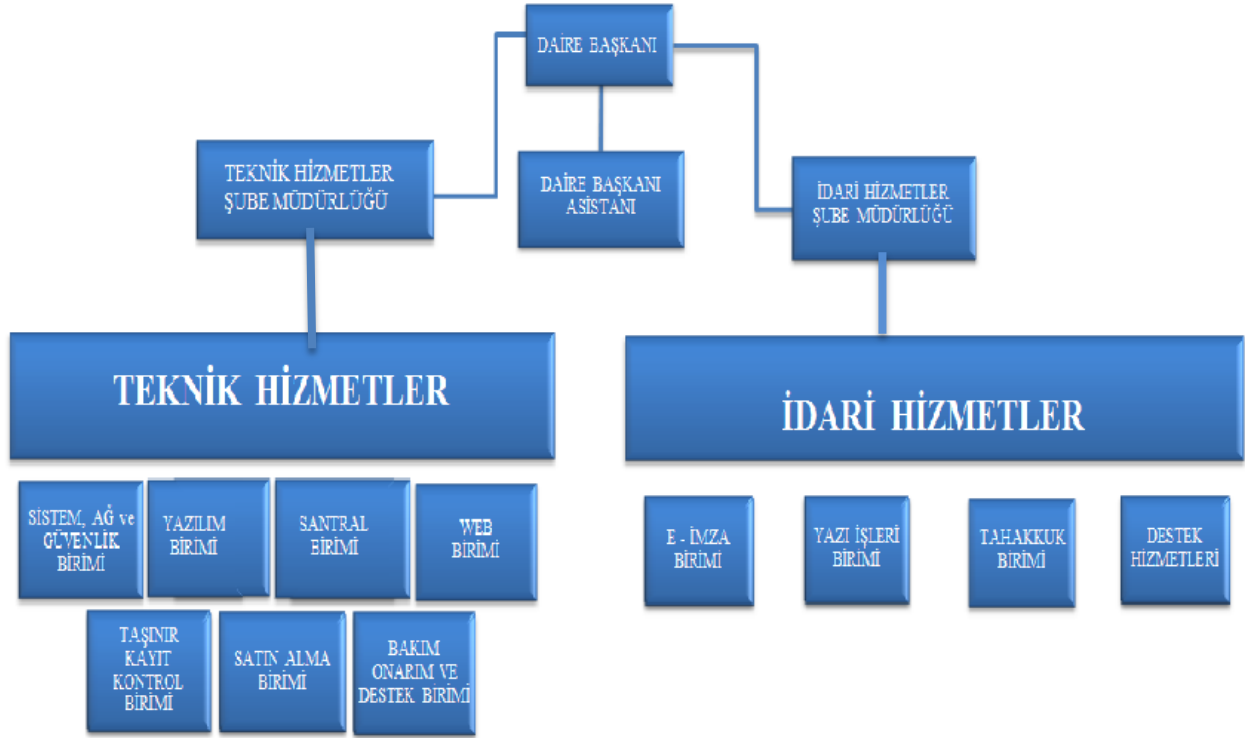 DAİRE BAŞKANI
TEKNİK HİZMETLER
ŞUBE MÜDÜRLÜĞÜ
DAİRE BAŞKANI
ASİSTANI
İDARİ HİZMETLER
ŞUBE MÜDÜRLÜĞÜ
TEKNİK HİZMETLER
İDARİ HİZMETLER
SİSTEM, AĞ ve
GÜVENLİK
BİRİMİ
YAZILIM
BİRİMİ
SANTRAL
BİRİMİ
WEB
BİRİMİ
E - İMZA
BİRİMİ
YAZI İŞLERİ
BİRİMİ
TAHAKKUK
BİRİMİ
DESTEK
HİZMETLERİ
TAŞINIR
KAYIT
KONTROL
BİRİMİ
SATIN ALMA
BİRİMİ
BAKIM
ONARIM VE
DESTEK BİRİMİ